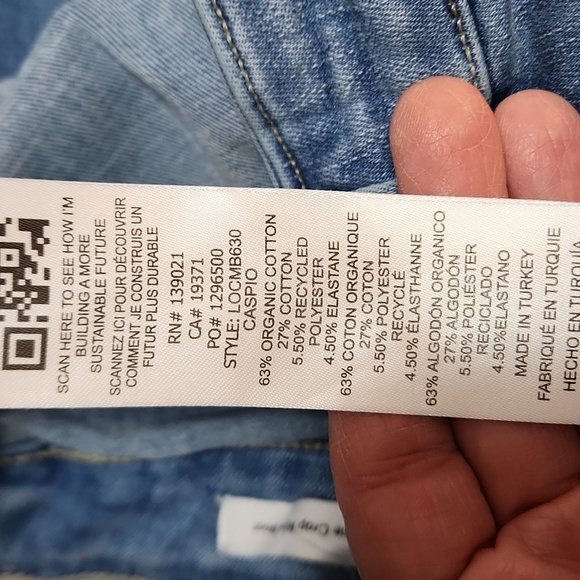 SCAN HERE TO SEE HOW I'M
BUILDING A MORE
SUSTAINABLE FUTURE
SCANNEZ ICI POUR DÉCOUVRIR
COMMENT JE CONSTRUIS UN
FUTUR PLUS DURABLE
RN# 139021
CA# 19371
PO# 1296500
STYLE: LOCMB630
CASPIO
63% ORGANIC COTTON
27% COTTON
5.50% RECYCLED
POLYESTER
4.50% ELASTANE
63% COTON ORGANIQUE
27% COTON
5.50% POLYESTER
RECYCLÉ
4.50% ÉLASTHANNE
63% ALGODÓN ORGANICO
27% ALGODÓN
5.50% POLIESTER
RECICLADO
4.50%ELASTANO
MADE IN TURKEY
FABRIQUÉ EN TURQUIE
HECHO EN TURQUÍA
Crop